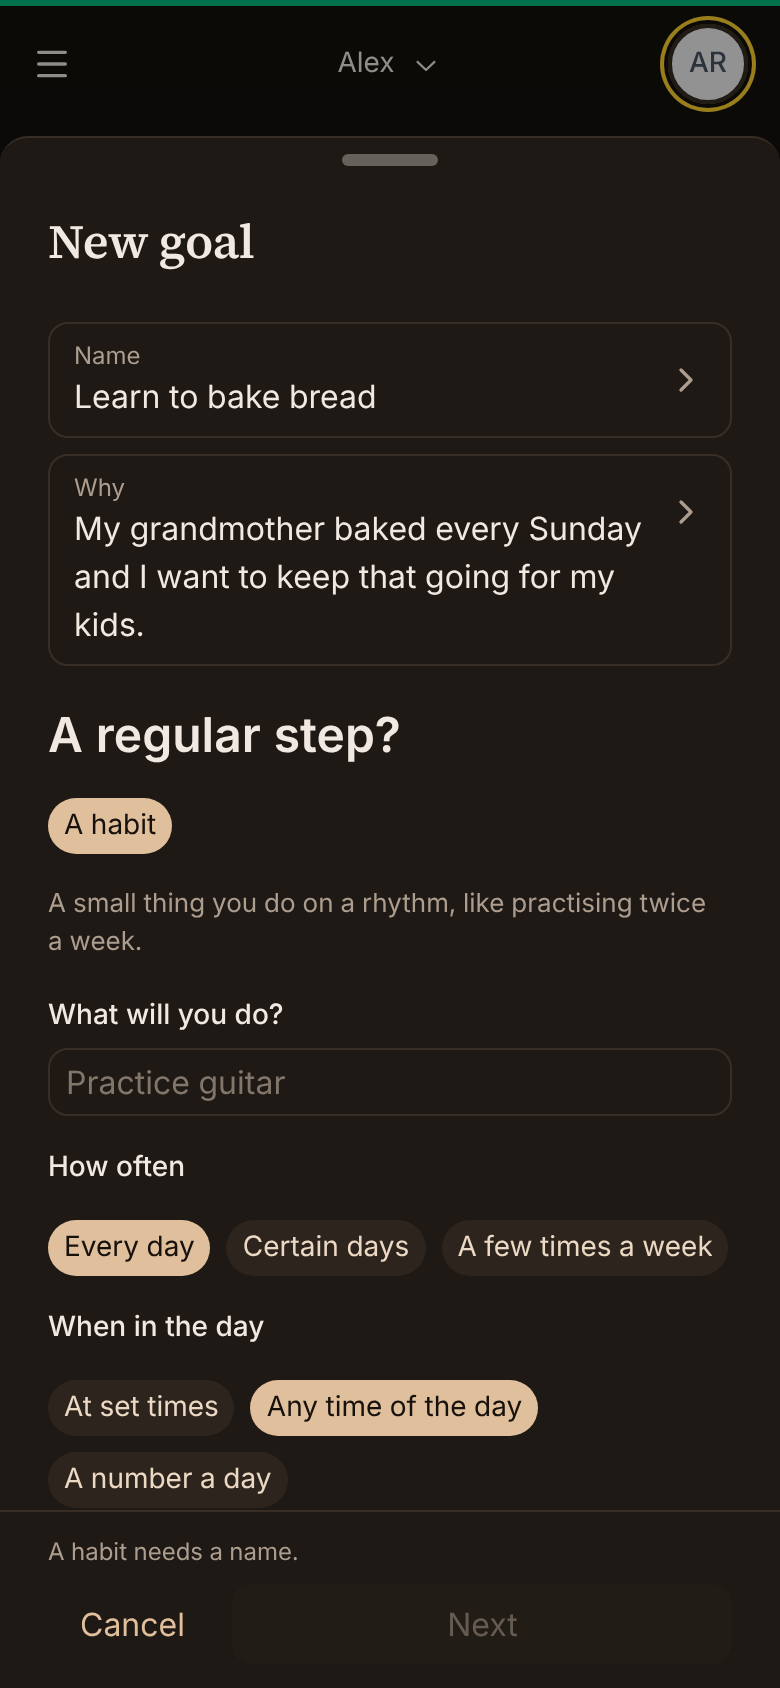 Alex
AR
New goal
Name
Learn to bake bread
Why
My grandmother baked every Sunday
and I want to keep that going for my
kids.
A regular step?
A habit
A small thing you do on a rhythm, like practising twice
a week.
What will you do?
Practice guitar
How often
Every day
Certain days
A few times a week
When in the day
At set times
Any time of the day
A number a day
A habit needs a name.
Cancel
Next